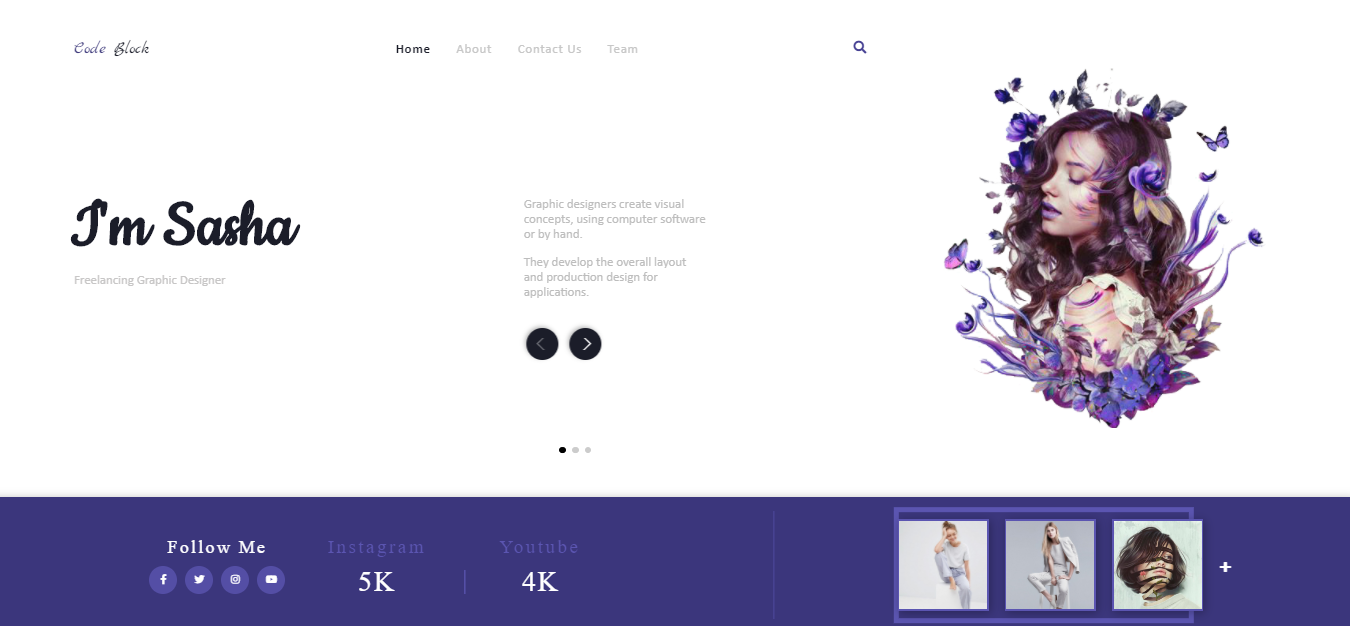 Code Block
Home About Contact Us Team
I'm Sasha
Freelancing Graphic Designer
Graphic designers create visual
concepts, using computer software
or by hand.
They develop the overall layout
and production design for
applications.
Follow Me
Instagram
5K
Youtube
4K
+